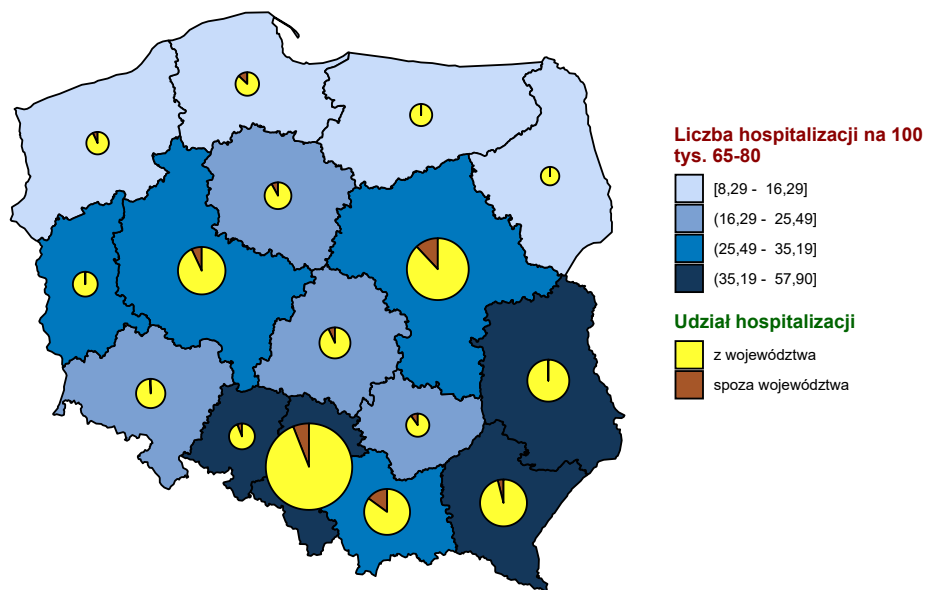 Liczba hospitalizacji na 100
tys. 65-80
[8,29 - 16,29]
(16,29 - 25,49]
(25,49 - 35,19]
(35,19 - 57,90]
Udział hospitalizacji
z województwa
spoza województwa